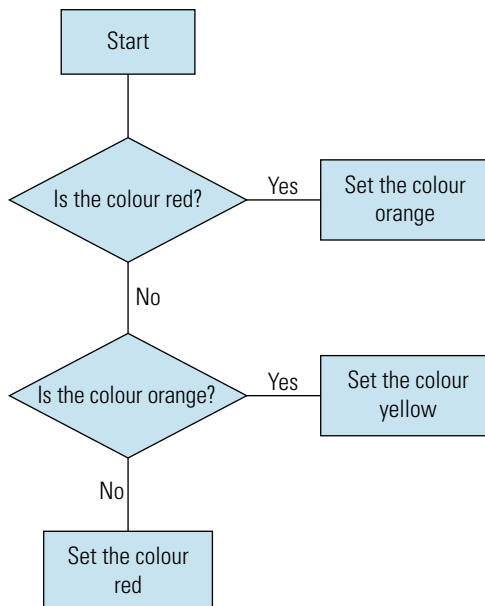 Start
Is the colour red?
Yes
Set the colour
orange
No
Is the colour orange?
Yes
Set the colour
yellow
No
Set the colour
red